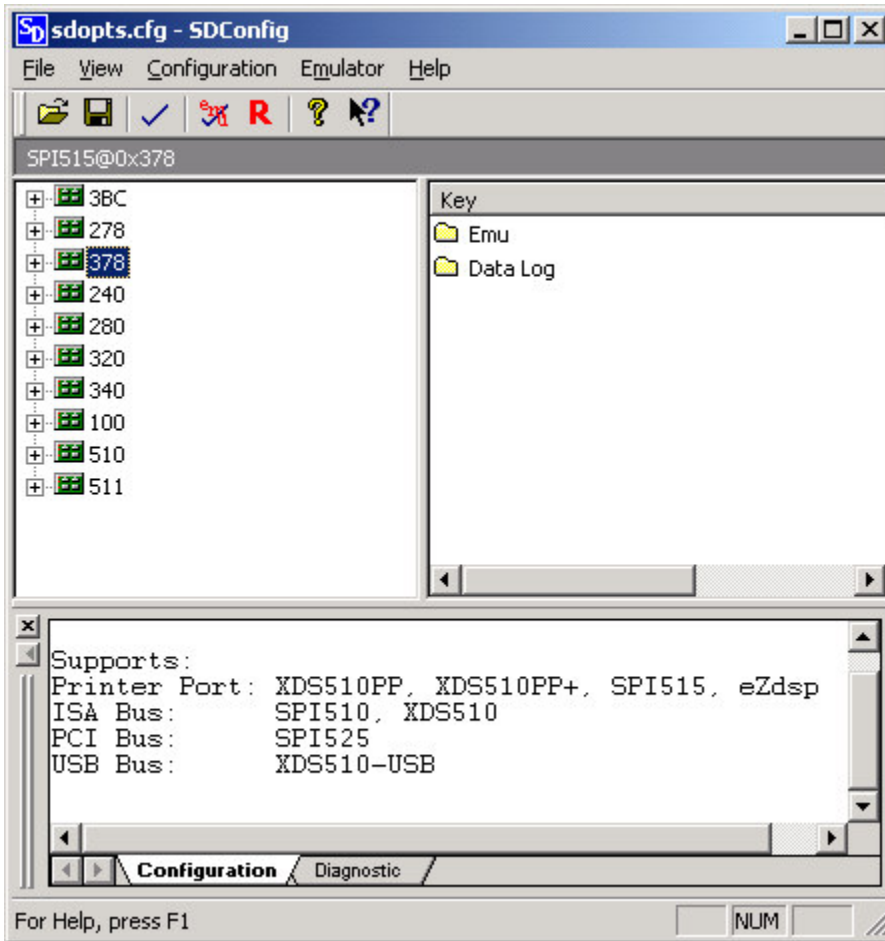 SD sdopts.cfg - SDConfig
File View Configuration Emulator Help
emu R ? ?
SPI515@0x378
3BC
278
378
240
280
320
340
100
510
511
Key
Emu
Data Log
Supports:
Printer Port: XDS510PP, XDS510PP+, SPI515, eZdsp
ISA Bus: SPI510, XDS510
PCI Bus: SPI525
USB Bus: XDS510-USB
Configuration Diagnostic
For Help, press F1 NUM